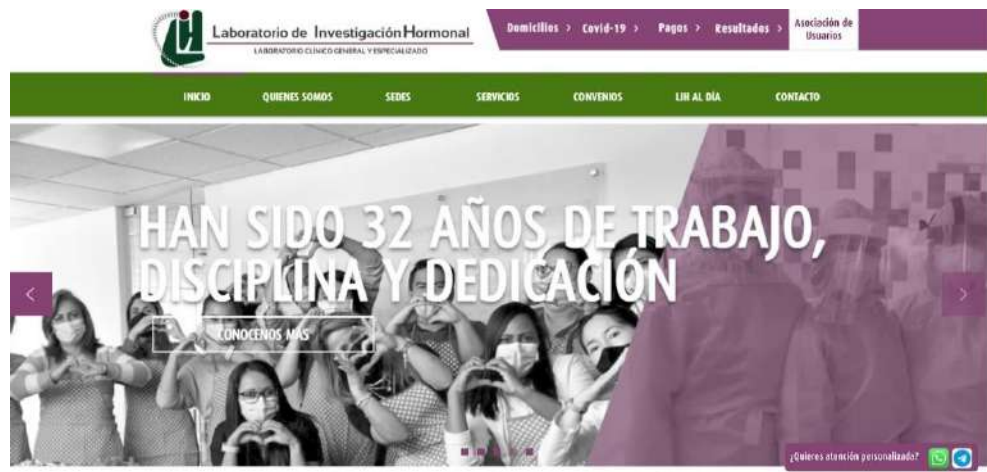 Laboratorio de Investigación Hormonal
LABORATORIO CLÍNICO GENERAL Y ESPECIALIZADO
Domicilios > Covid-19 > Pagos > Resultados >
Asociación de
Usuarios
INICIO QUIENES SOMOS SEDES SERVICIOS CONVENIOS LIH AL DÍA CONTACTO
HAN SIDO 32 AÑOS DE TRABAJO,
DISCIPLINA Y DEDICACIÓN
CONOCENOS MÁS
¿Quieres atención personalizada?